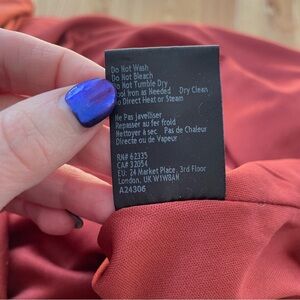 Do Not Wash
Do Not Bleach
Do Not Tumble Dry
Iron as Needed Dry Clean
No Direct Heat or Steam
Ne Pas Javelliser
Repasser au fer froid
Nettoyer à sec Pas de Chaleur
Directe ou de Vapeur
RN# 62335
CA# 32054
EU: 24 Market Place, 3rd Floor
London, UK W1W8AN
A24306